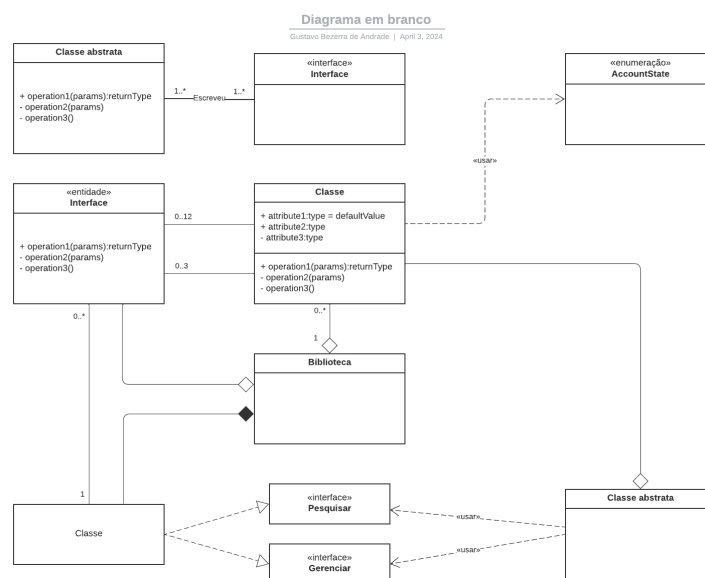 Diagrama em branco
Gustavo Bezerra de Andrade | April 3, 2024
Classe abstrata
+ operation1(params):returnType
- operation2(params)
- operation3()
1..*
Escreveu
1..*
«interface»
Interface
«enumeração»
AccountState
«usar»
«entidade»
Interface
+ operation1(params):returnType
- operation2(params)
- operation3()
0..12
0..3
Classe
+ attribute1:type = defaultValue
+ attribute2:type
- attribute3:type
+ operation1(params):returnType
- operation2(params)
- operation3()
0..*
0..*
1
Biblioteca
1
Classe
«interface»
Pesquisar
«interface»
Gerenciar
«usar»
«usar»
Classe abstrata